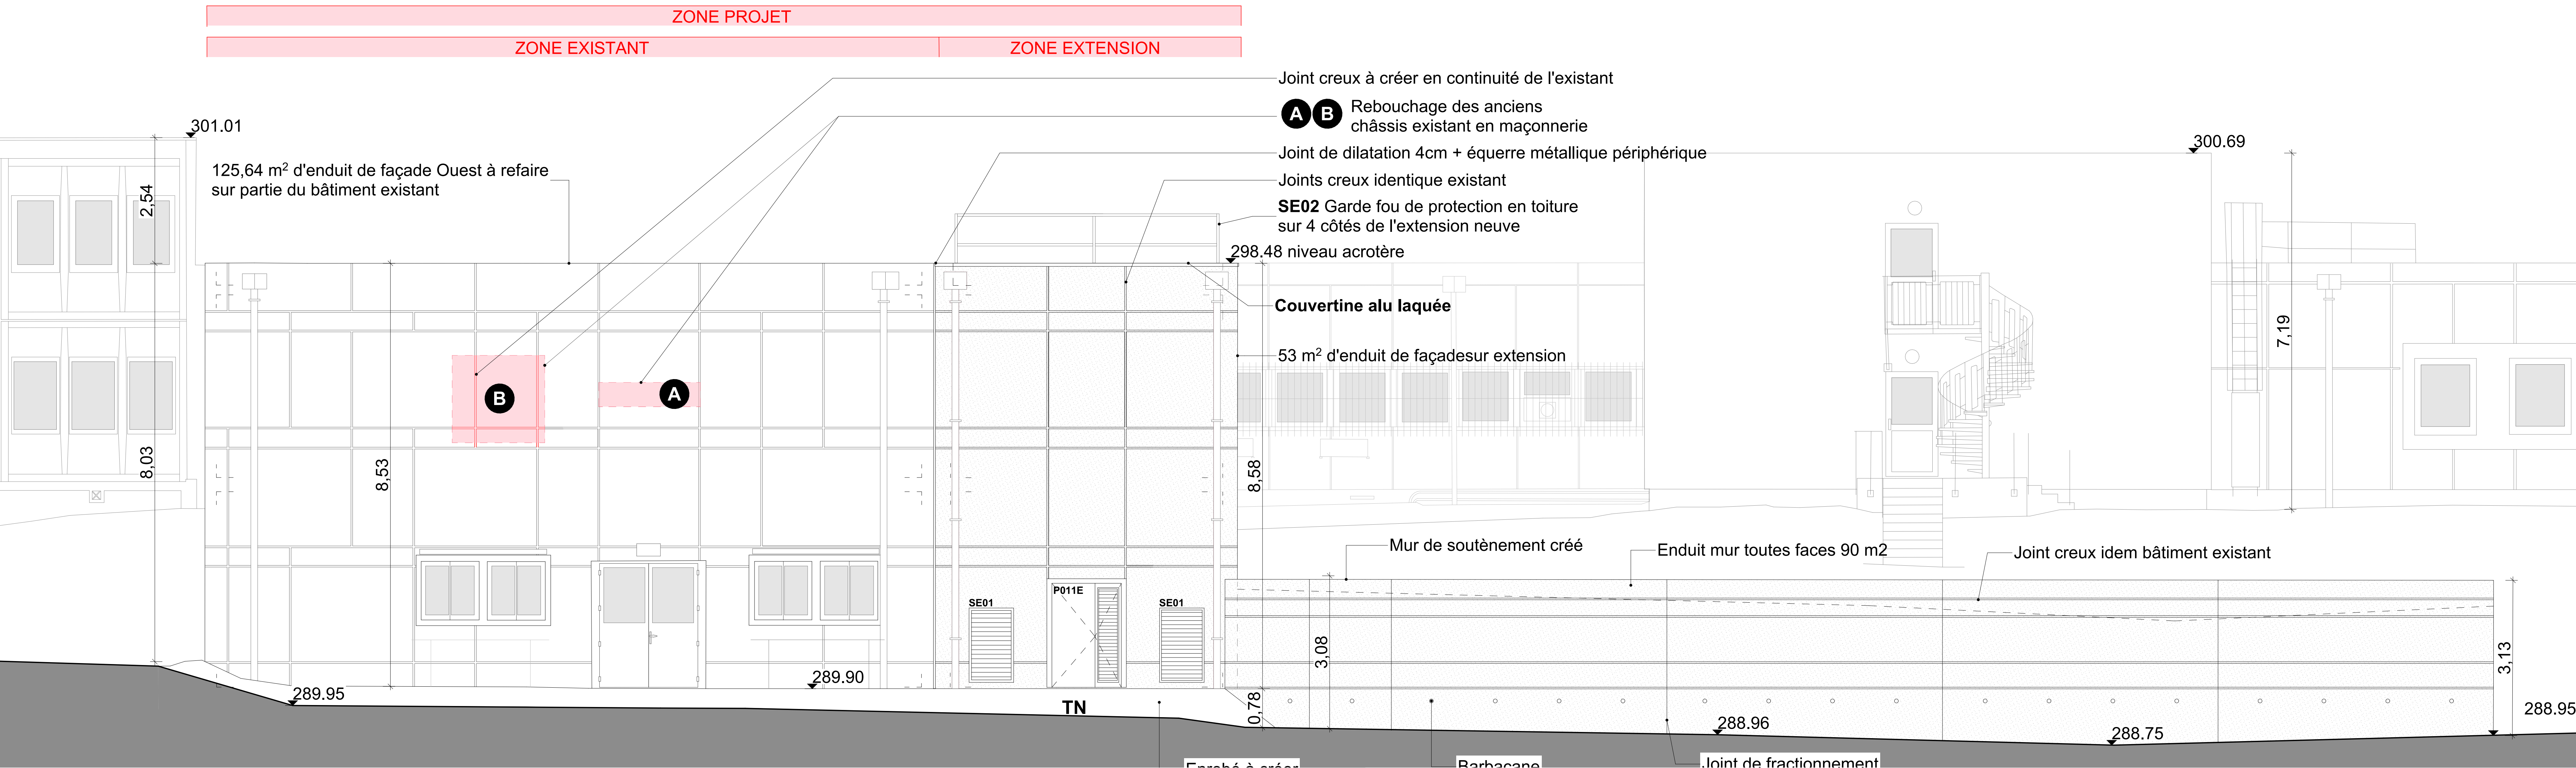 ZONE PROJET
ZONE EXISTANT
ZONE EXTENSION
Joint creux à créer en continuité de l'existant
A B Rebouchage des anciens
châssis existant en maçonnerie
301.01
300.69
125,64 m² d'enduit de façade Ouest à refaire
sur partie du bâtiment existant
Joint de dilatation 4cm + équerre métallique périphérique
Joints creux identique existant
2,54
SE02 Garde fou de protection en toiture
sur 4 côtés de l'extension neuve
298.48 niveau acrotère
Couvertine alu laquée
7,19
53 m² d'enduit de façadesur extension
B
A
8,03
8,53
8,58
Mur de soutènement créé
Enduit mur toutes faces 90 m2
Joint creux idem bâtiment existant
P011E
SE01
SE01
3,08
3,13
289.95
289.90
TN
0,78
288.96
288.75
288.95
Enrobé à créer
Barbacane
Joint de fractionnement